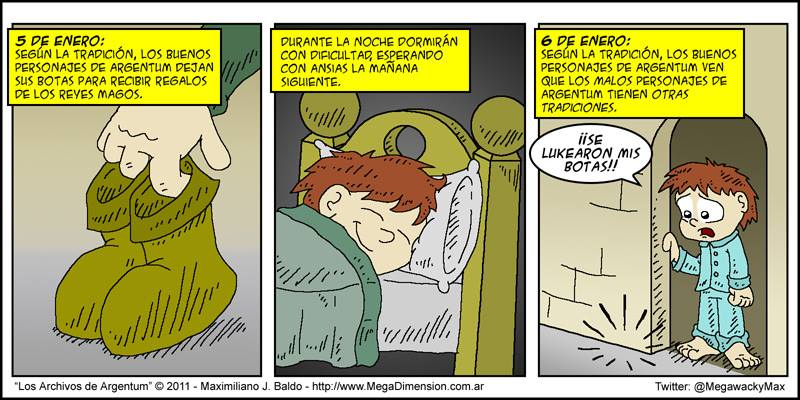 5 DE ENERO:
SEGÚN LA TRADICIÓN, LOS BUENOS
PERSONAJES DE ARGENTUM DEJAN
SUS BOTAS PARA RECIBIR REGALOS
DE LOS REYES MAGOS.
DURANTE LA NOCHE DORMIRÁN
CON DIFICULTAD, ESPERANDO
CON ANSIAS LA MAÑANA
SIGUIENTE.
6 DE ENERO:
SEGÚN LA TRADICIÓN, LOS BUENOS
PERSONAJES DE ARGENTUM VEN
QUE LOS MALOS PERSONAJES DE
ARGENTUM TIENEN OTRAS
TRADICIONES.
¡¡SE
LUKEARON MIS
BOTAS!!
"Los Archivos de Argentum" © 2011 - Maximiliano J. Baldo - http://www.MegaDimension.com.ar
Twitter: @MegawackyMax